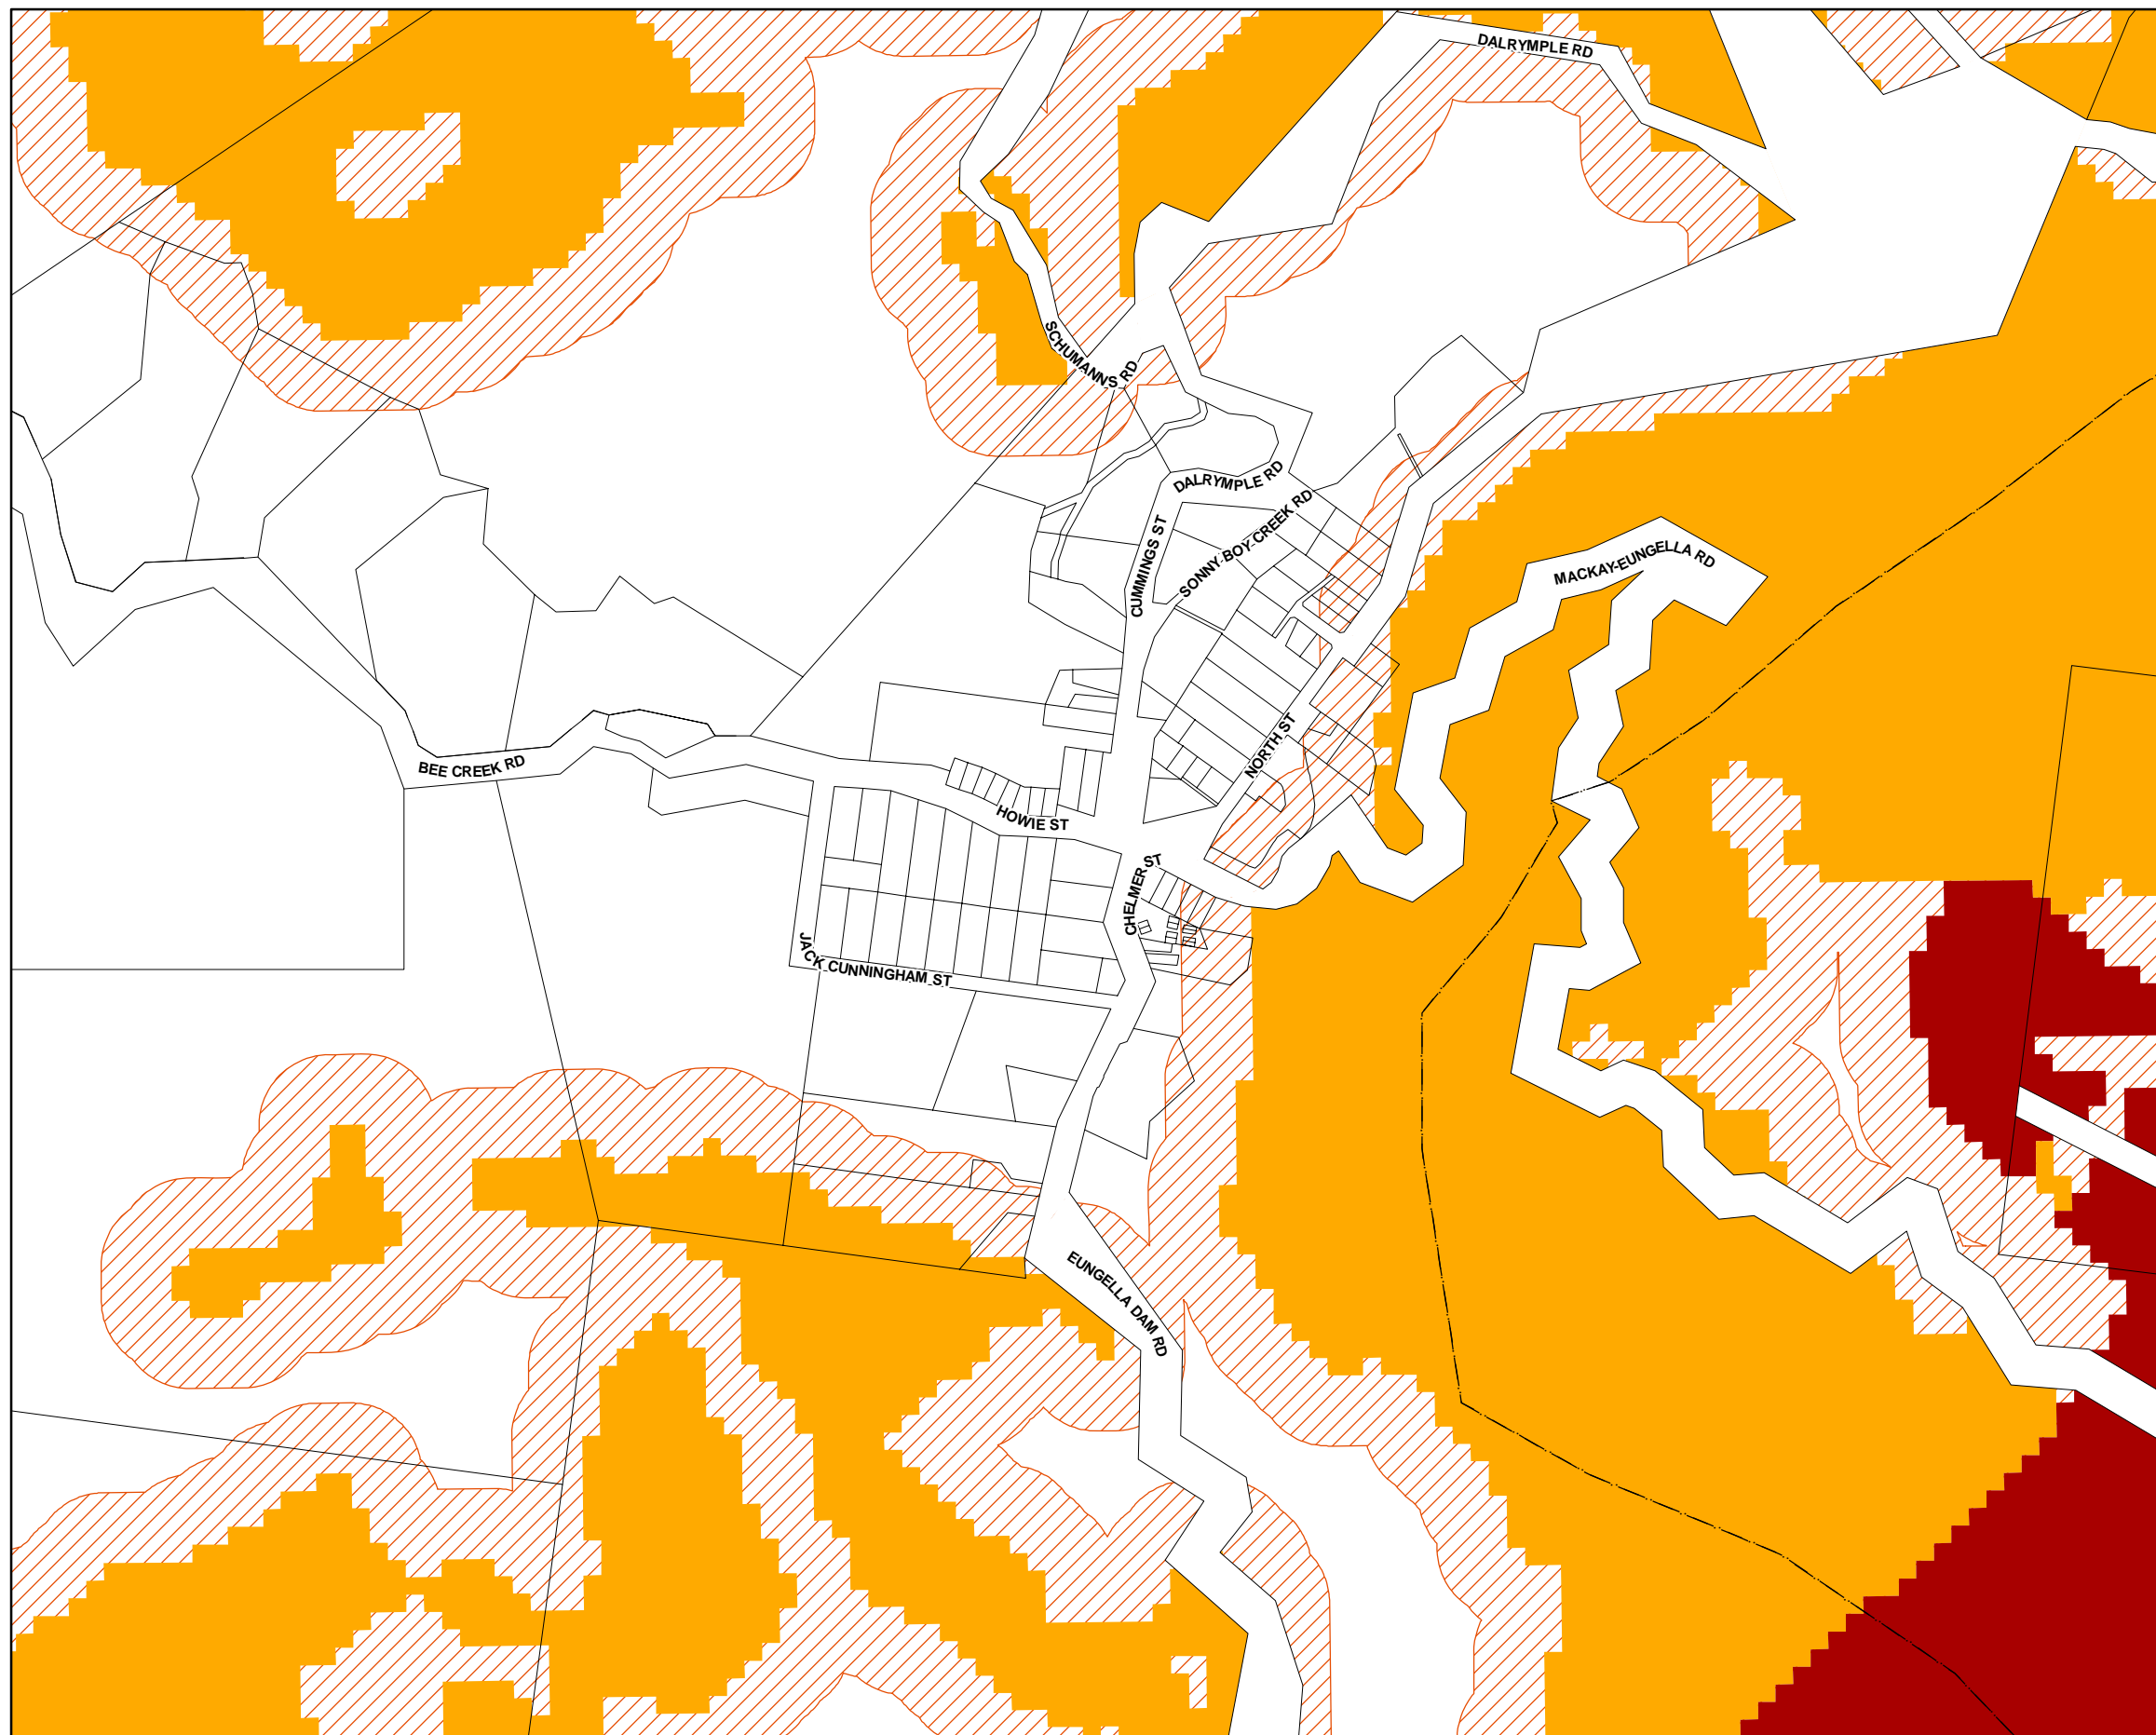 DALRYMPLE RD
SCHUMANNS RD
DALRYMPLE RD
SONNY BOY CREEK RD
CUMMINGS ST
MACKAY-EUNGELLA RD
NORTH ST
BEE CREEK RD
HOWIE ST
CHELMER ST
JACK CUNNINGHAM ST
EUNGELLA DAM RD